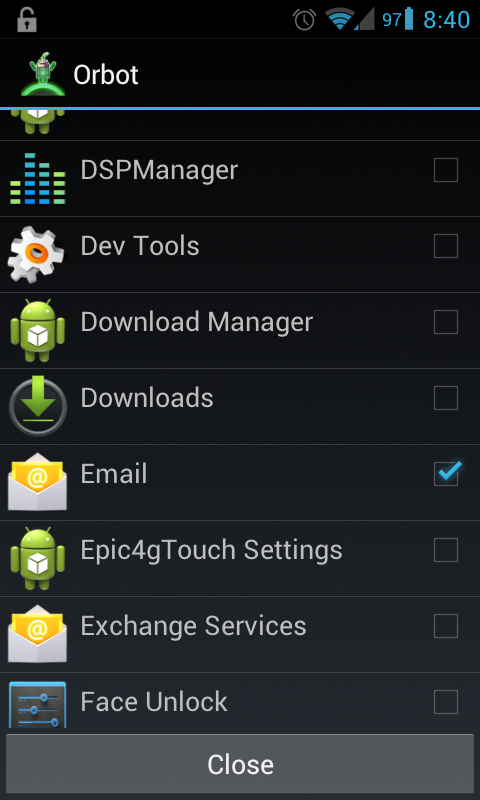 97 8:40
Orbot
DSPManager
Dev Tools
Download Manager
Downloads
@ Email
Epic4gTouch Settings
@ Exchange Services
Face Unlock
Close